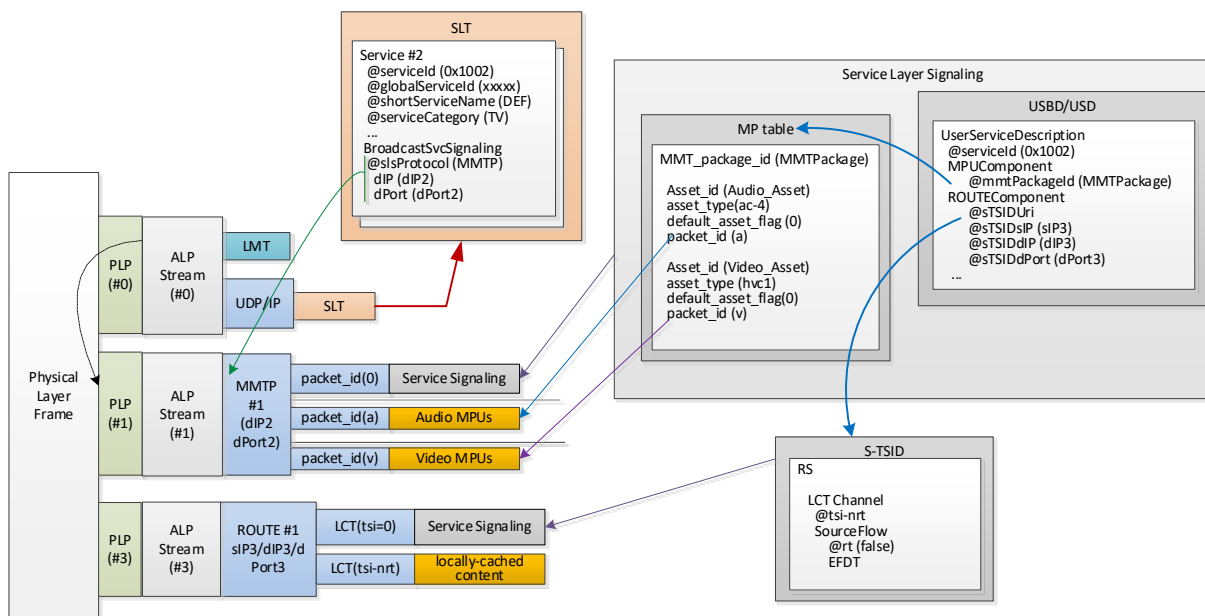 SLT
Service #2
@serviceId (0x1002)
@globalServiceId (xxxxx)
@shortServiceName (DEF)
@serviceCategory (TV)
...
BroadcastSvcSignaling
@slsProtocol (MMTP)
dIP (dIP2)
dPort (dPort2)
Service Layer Signaling
MP table
MMT_package_id (MMTPackage)
Asset_id (Audio_Asset)
asset_type(ac-4)
default_asset_flag (0)
packet_id (a)
Asset_id (Video_Asset)
asset_type (hvc1)
default_asset_flag(0)
packet_id (v)
USBD/USD
UserServiceDescription
@serviceId (0x1002)
MPUComponent
@mmtPackageId (MMTPackage)
ROUTEComponent
@sTSIDUri
@sTSIDsIP (sIP3)
@sTSIDdIP (dIP3)
@sTSIDdPort (dPort3)
...
Physical
Layer
Frame
PLP
(#0)
ALP
Stream
(#0)
LMT
UDP/IP
SLT
PLP
(#1)
ALP
Stream
(#1)
MMTP
#1
(dIP2
dPort2)
packet_id(0)
Service Signaling
packet_id(a)
Audio MPUs
packet_id(v)
Video MPUs
PLP
(#3)
ALP
Stream
(#3)
ROUTE #1
sIP3/dIP3/d
Port3
LCT(tsi=0)
Service Signaling
LCT(tsi-nrt)
locally-cached
content
S-TSID
RS
LCT Channel
@tsi-nrt
SourceFlow
@rt (false)
EFDT